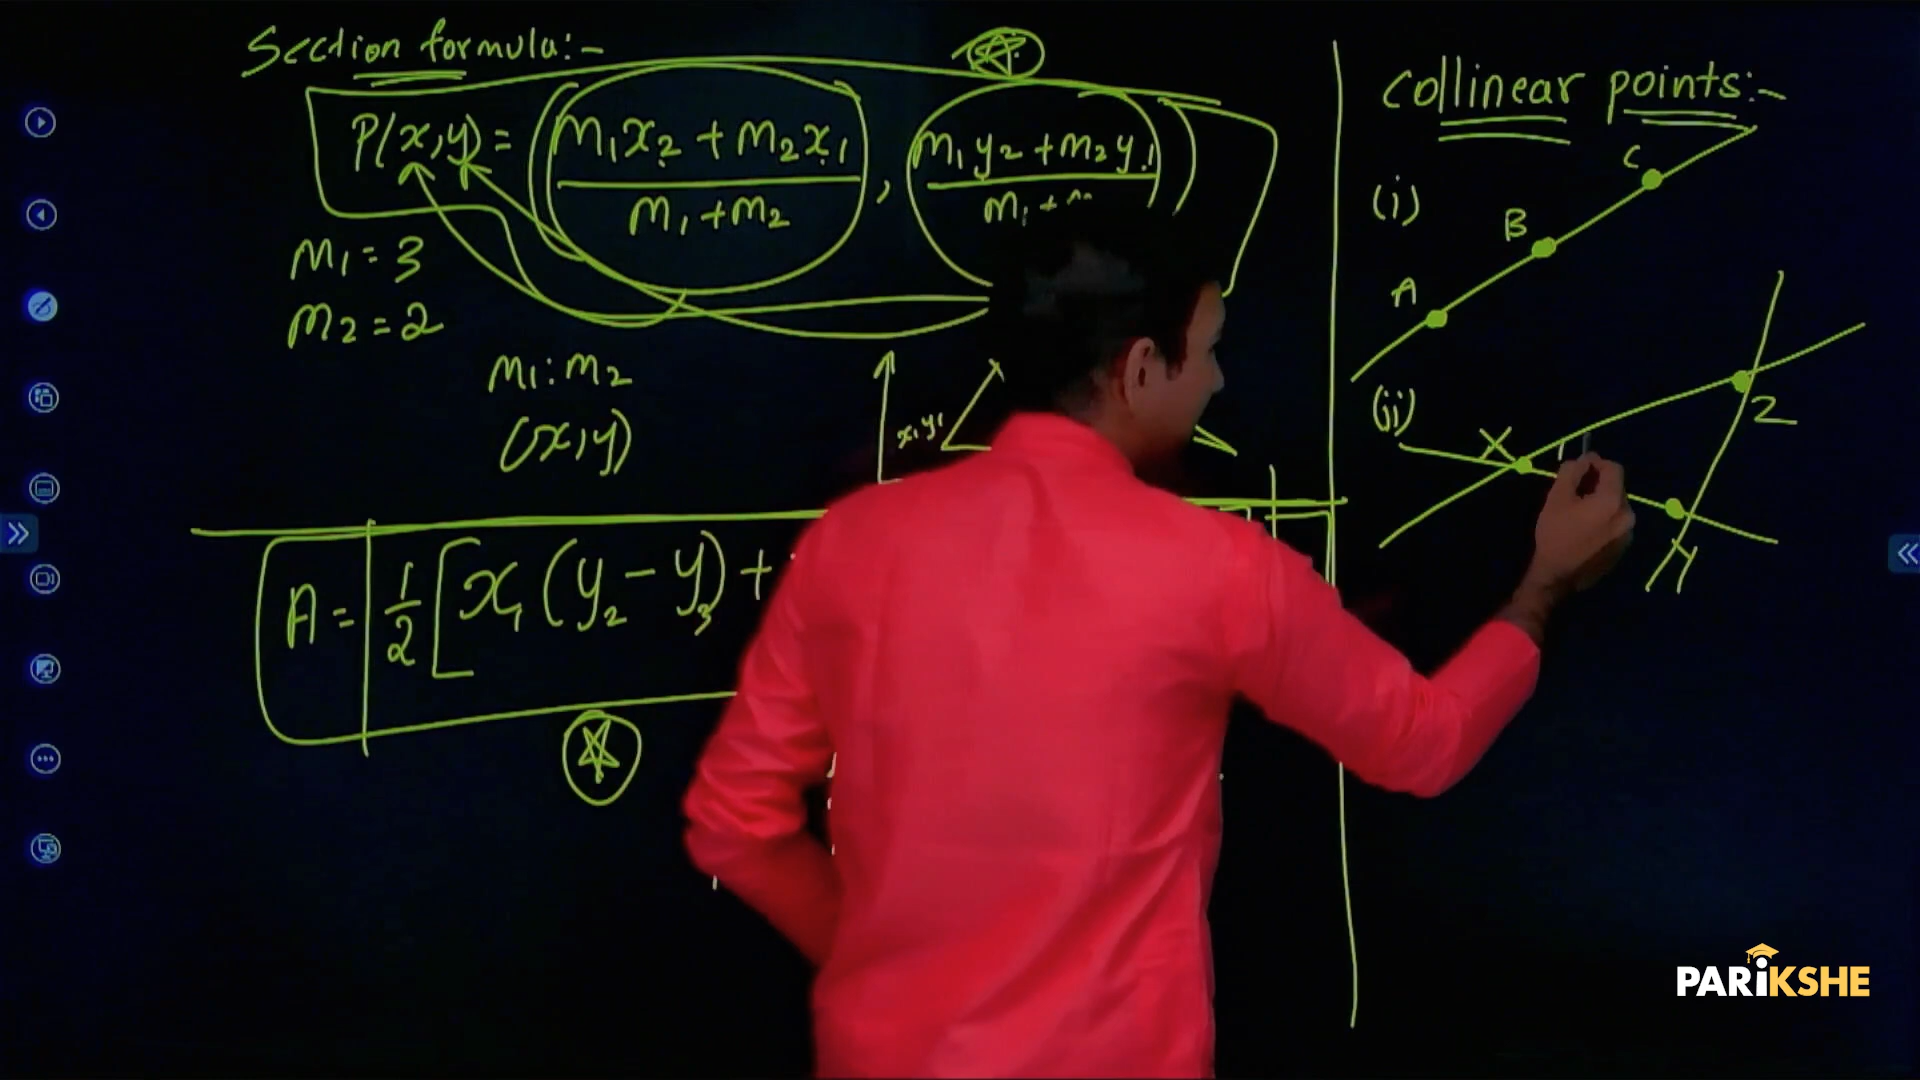 Section formula:-
P(x,y) = (m₁x₂ + m₂x₁ / m₁ + m₂ , m₁y₂ + m₂y₁ / m₁ +
m₁ = 3
m₂ = 2
m₁ : m₂
(x,y)
x₁y₁
A = | 1/2 [ x₁ (y₂ - y₃) +
Collinear points:-
(i)
A
B
C
(ii)
X
Z
Y
PARIKSHE